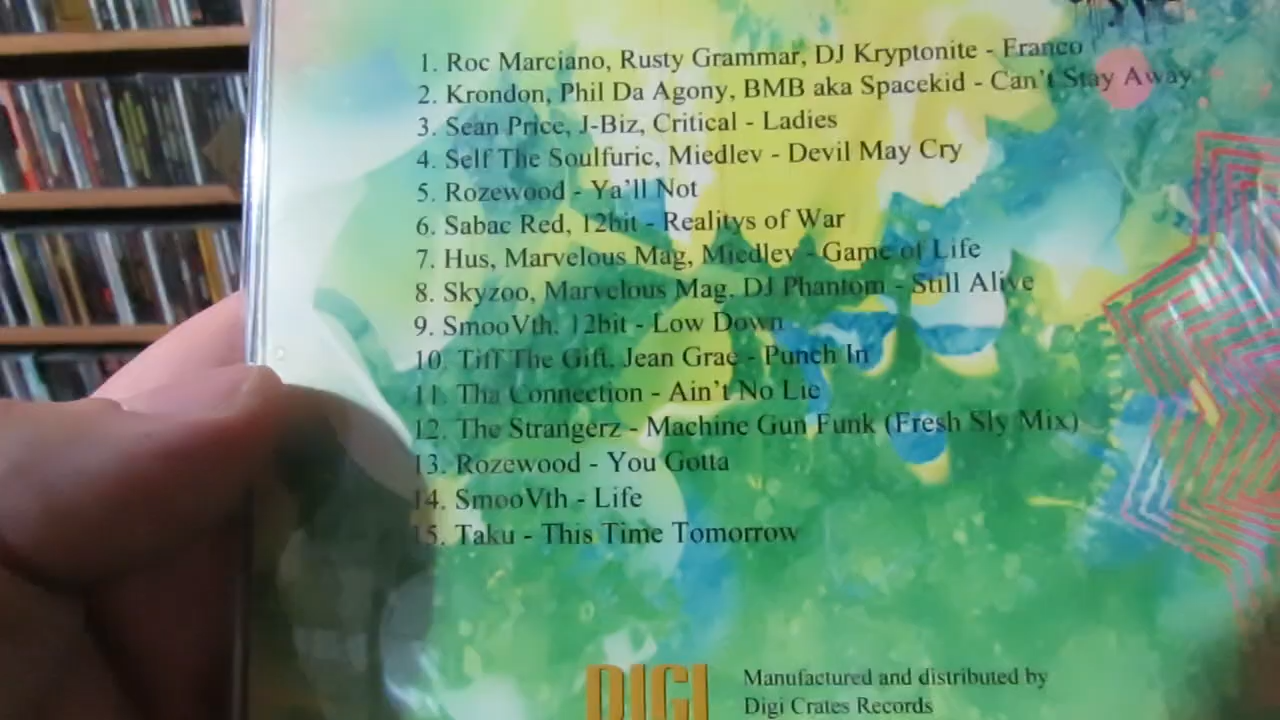 1. Roc Marciano, Rusty Grammar, DJ Kryptonite - Franco
2. Krondon, Phil Da Agony, BMB aka Spacekid - Can't Stay Away
3. Sean Price, J-Biz, Critical - Ladies
4. Self The Soulfuric, Miedlev - Devil May Cry
5. Rozewood - Ya'll Not
6. Sabac Red, 12bit - Realitys of War
7. Hus, Marvelous Mag, Miedlev - Game of Life
8. Skyzoo, Marvelous Mag, DJ Phantom - Still Alive
9. SmooVth, 12bit - Low Down
10. Tiff The Gift, Jean Grae - Punch In
11. Tha Connection - Ain't No Lie
12. The Strangerz - Machine Gun Funk (Fresh Sly Mix)
13. Rozewood - You Gotta
14. SmooVth - Life
15. Taku - This Time Tomorrow
DIGI
Manufactured and distributed by
Digi Crates Records